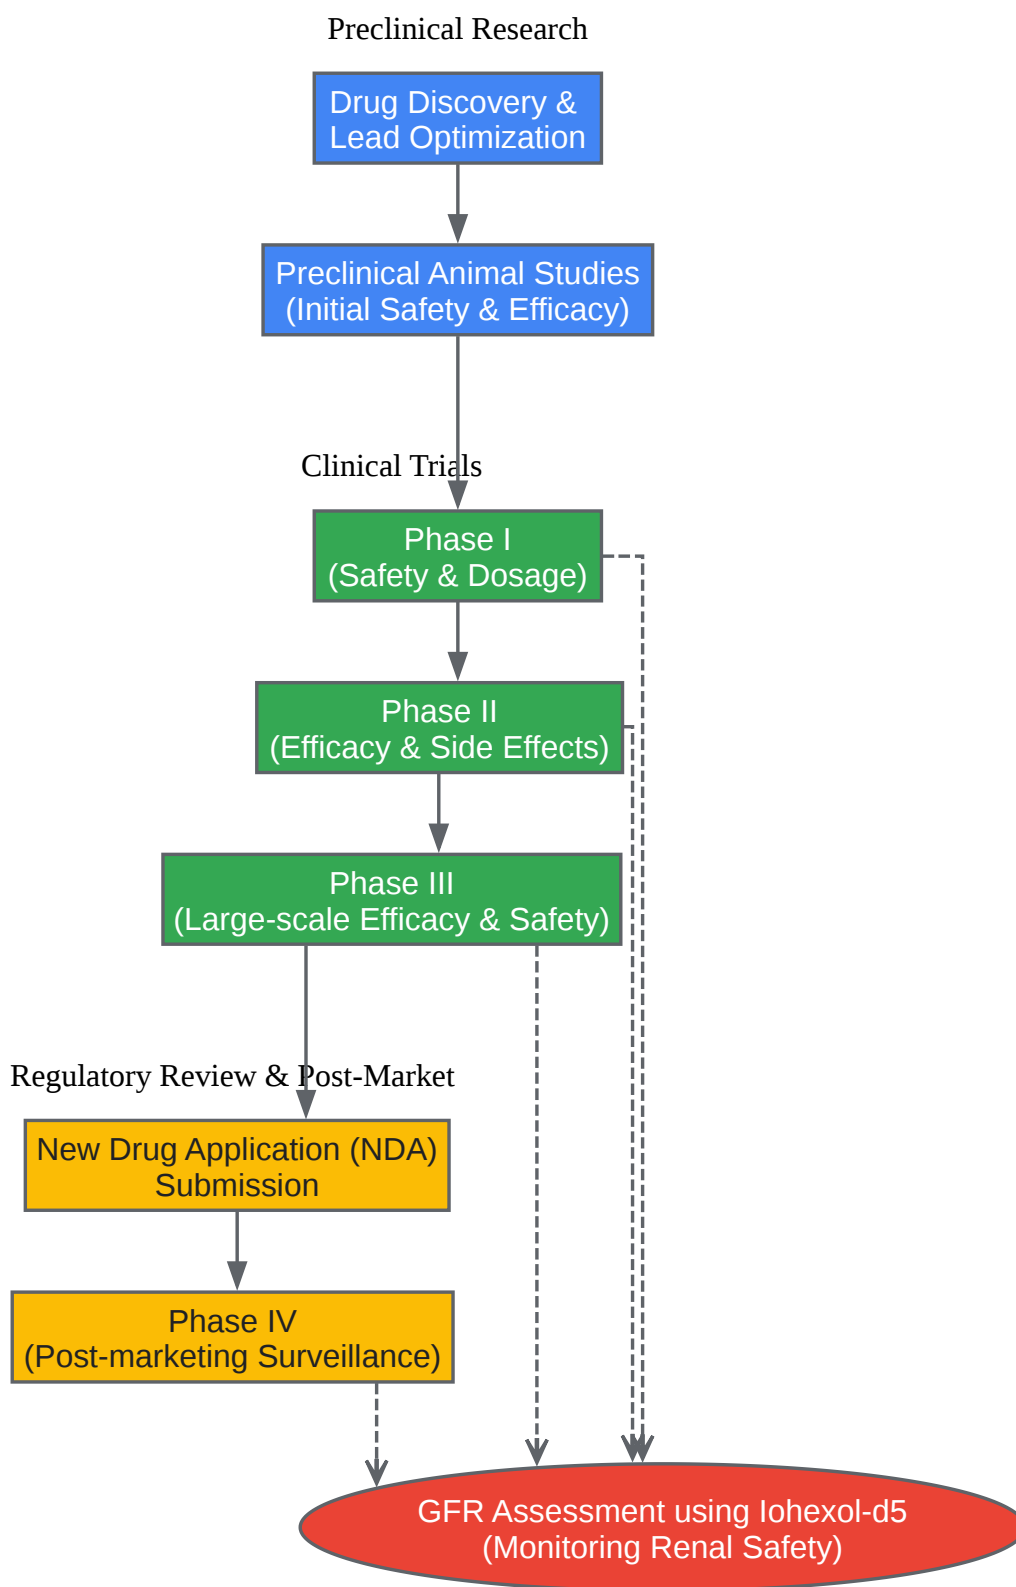 Preclinical Research
Drug Discovery &
Lead Optimization
Preclinical Animal Studies
(Initial Safety & Efficacy)
Clinical Trials
Phase I
(Safety & Dosage)
Phase II
(Efficacy & Side Effects)
Phase III
(Large-scale Efficacy & Safety)
Regulatory Review & Post-Market
New Drug Application (NDA)
Submission
Phase IV
(Post-marketing Surveillance)
GFR Assessment using Iohexol-d5
(Monitoring Renal Safety)